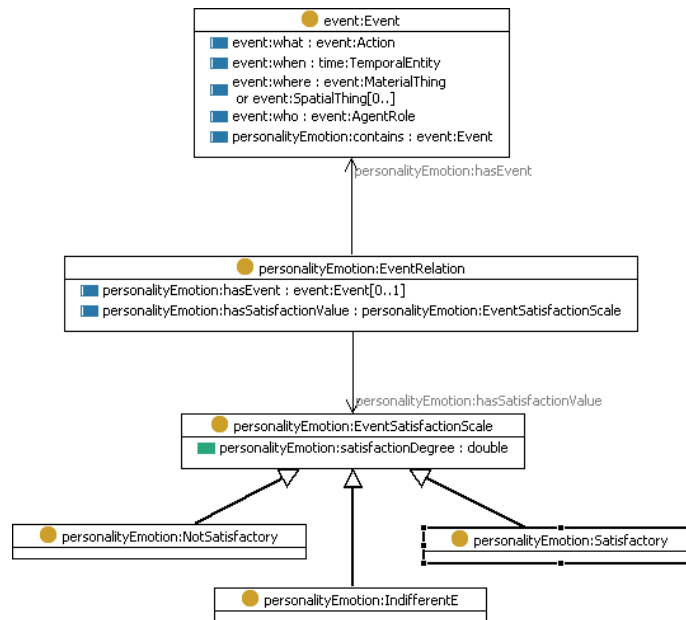 event:Event
event:what : event:Action
event:when : time:TemporalEntity
event:where : event:MaterialThing
or event:SpatialThing[0..]
event:who : event:AgentRole
personalityEmotion:contains : event:Event
personalityEmotion:hasEvent
personalityEmotion:EventRelation
personalityEmotion:hasEvent : event:Event[0..1]
personalityEmotion:hasSatisfactionValue : personalityEmotion:EventSatisfactionScale
personalityEmotion:hasSatisfactionValue
personalityEmotion:EventSatisfactionScale
personalityEmotion:satisfactionDegree : double
personalityEmotion:NotSatisfactory
personalityEmotion:Satisfactory
personalityEmotion:IndifferentE